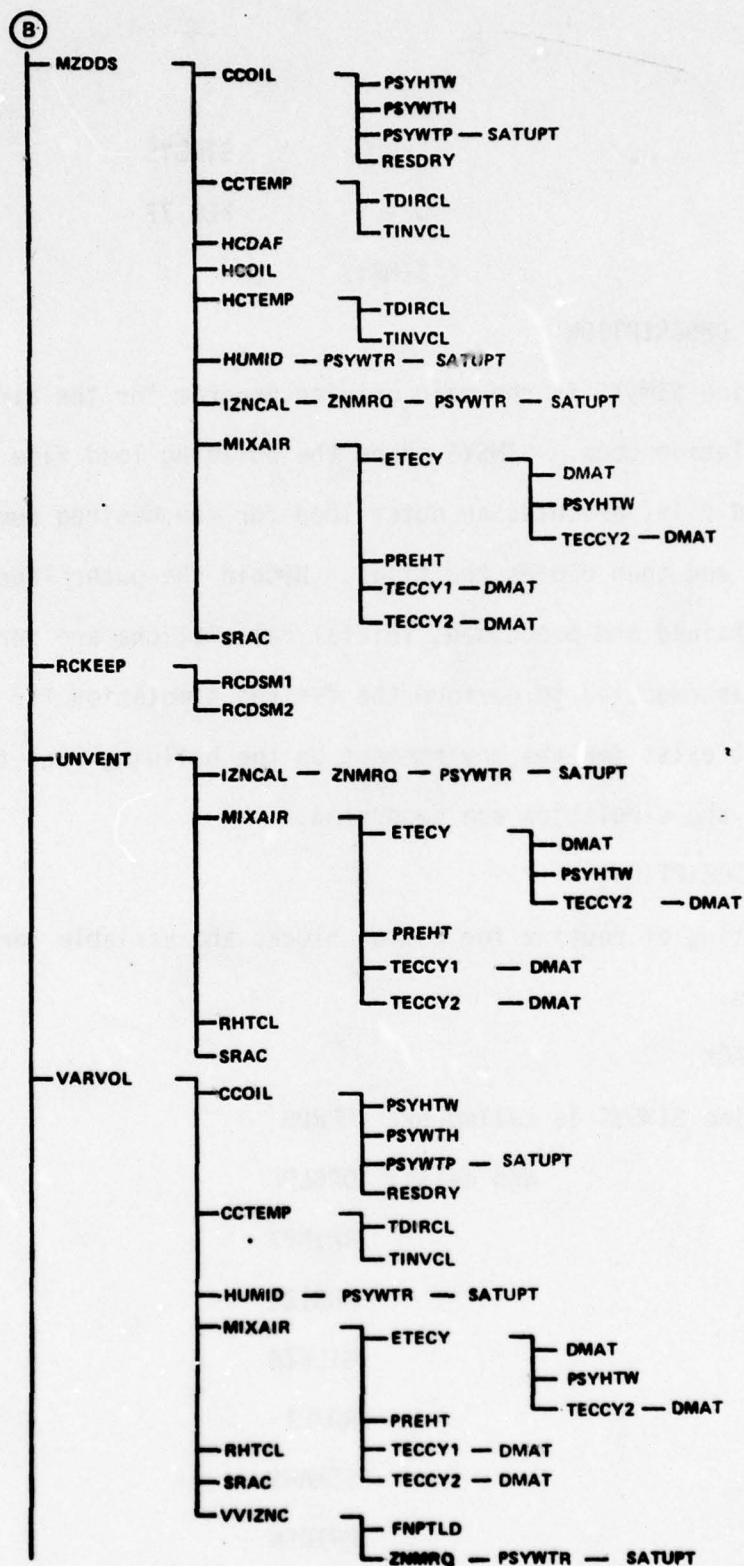 B
MZDDS CCOIL PSYHTW
PSYWTH
PSYWTP — SATUPT
RESDRY
CCTEMP TDIRCL
TINVCL
HCDAF
HCOIL
HCTEMP TDIRCL
TINVCL
HUMID — PSYWTR — SATUPT
IZNCAL — ZNMRQ — PSYWTR — SATUPT
MIXAIR ETECY DMAT
PSYHTW
TECCY2 — DMAT
PREHT
TECCY1 — DMAT
TECCY2 — DMAT
SRAC
RCKEEP RCDSM1
RCDSM2
UNVENT IZNCAL — ZNMRQ — PSYWTR — SATUPT
MIXAIR ETECY DMAT
PSYHTW
TECCY2 — DMAT
PREHT
TECCY1 — DMAT
TECCY2 — DMAT
RHTCL
SRAC
VARVOL CCOIL PSYHTW
PSYWTH
PSYWTP — SATUPT
RESDRY
CCTEMP TDIRCL
TINVCL
HUMID — PSYWTR — SATUPT
MIXAIR ETECY DMAT
PSYHTW
TECCY2 — DMAT
PREHT
RHTCL TECCY1 — DMAT
SRAC TECCY2 — DMAT
VVIZNC FNPTLD
ZNMRQ — PSYWTR — SATUPT